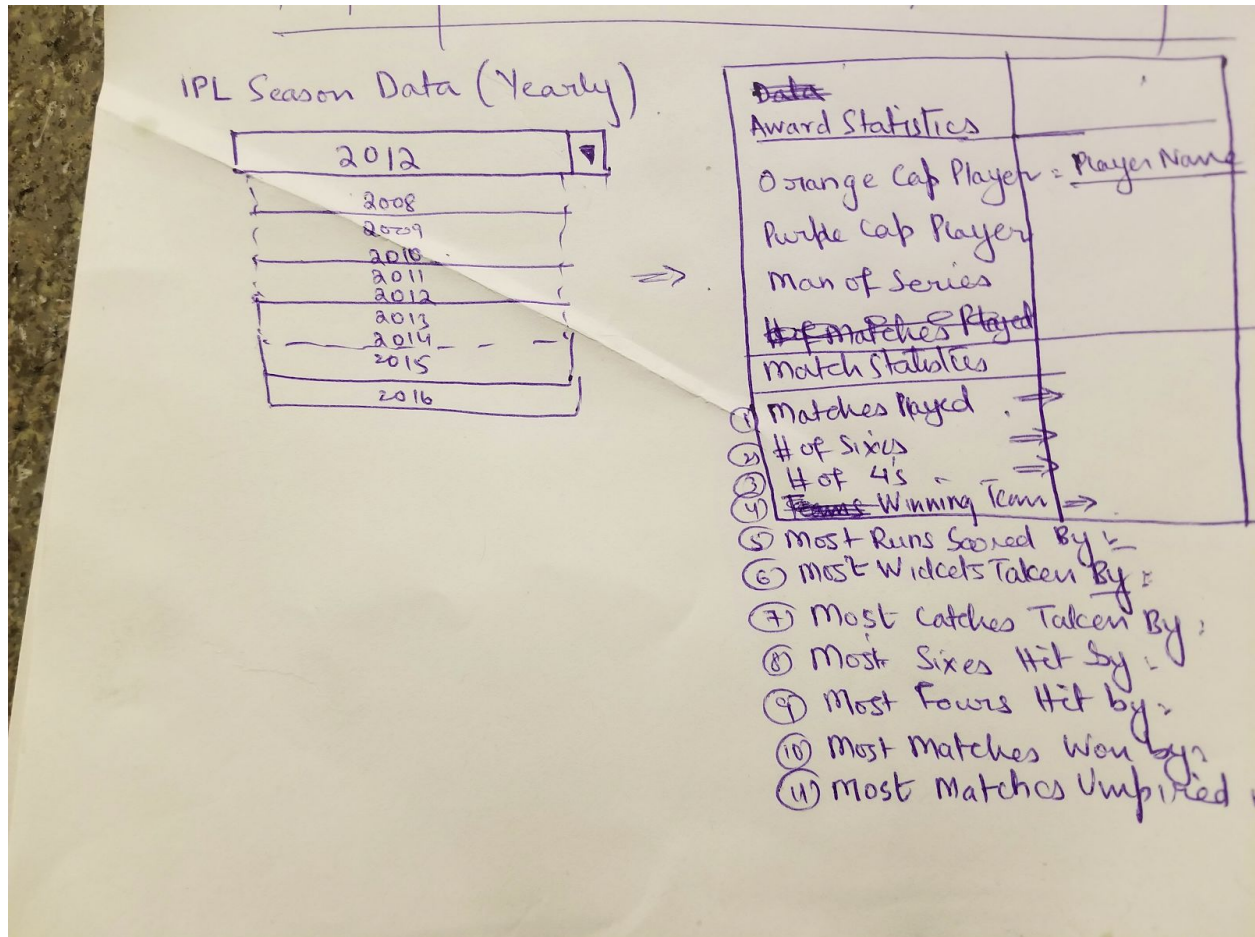 IPL Season Data (Yearly)
2012
2008
2009
2010
2011
2012
2013
2014
2015
2016
Data
Award Statistics
Orange Cap Player = Player Name
Purple Cap Player
Man of Series
# of Matches Played
Match Statistics
① Matches Played
② # of Sixes
③ # of 4's
④ Teams Winning Team
⑤ Most Runs Scored By :
⑥ Most Widcets Taken By :
⑦ Most Catches Taken By :
⑧ Most Sixes Hit by :
⑨ Most Fours Hit by :
⑩ Most Matches Won by :
⑪ Most Matches Umpired